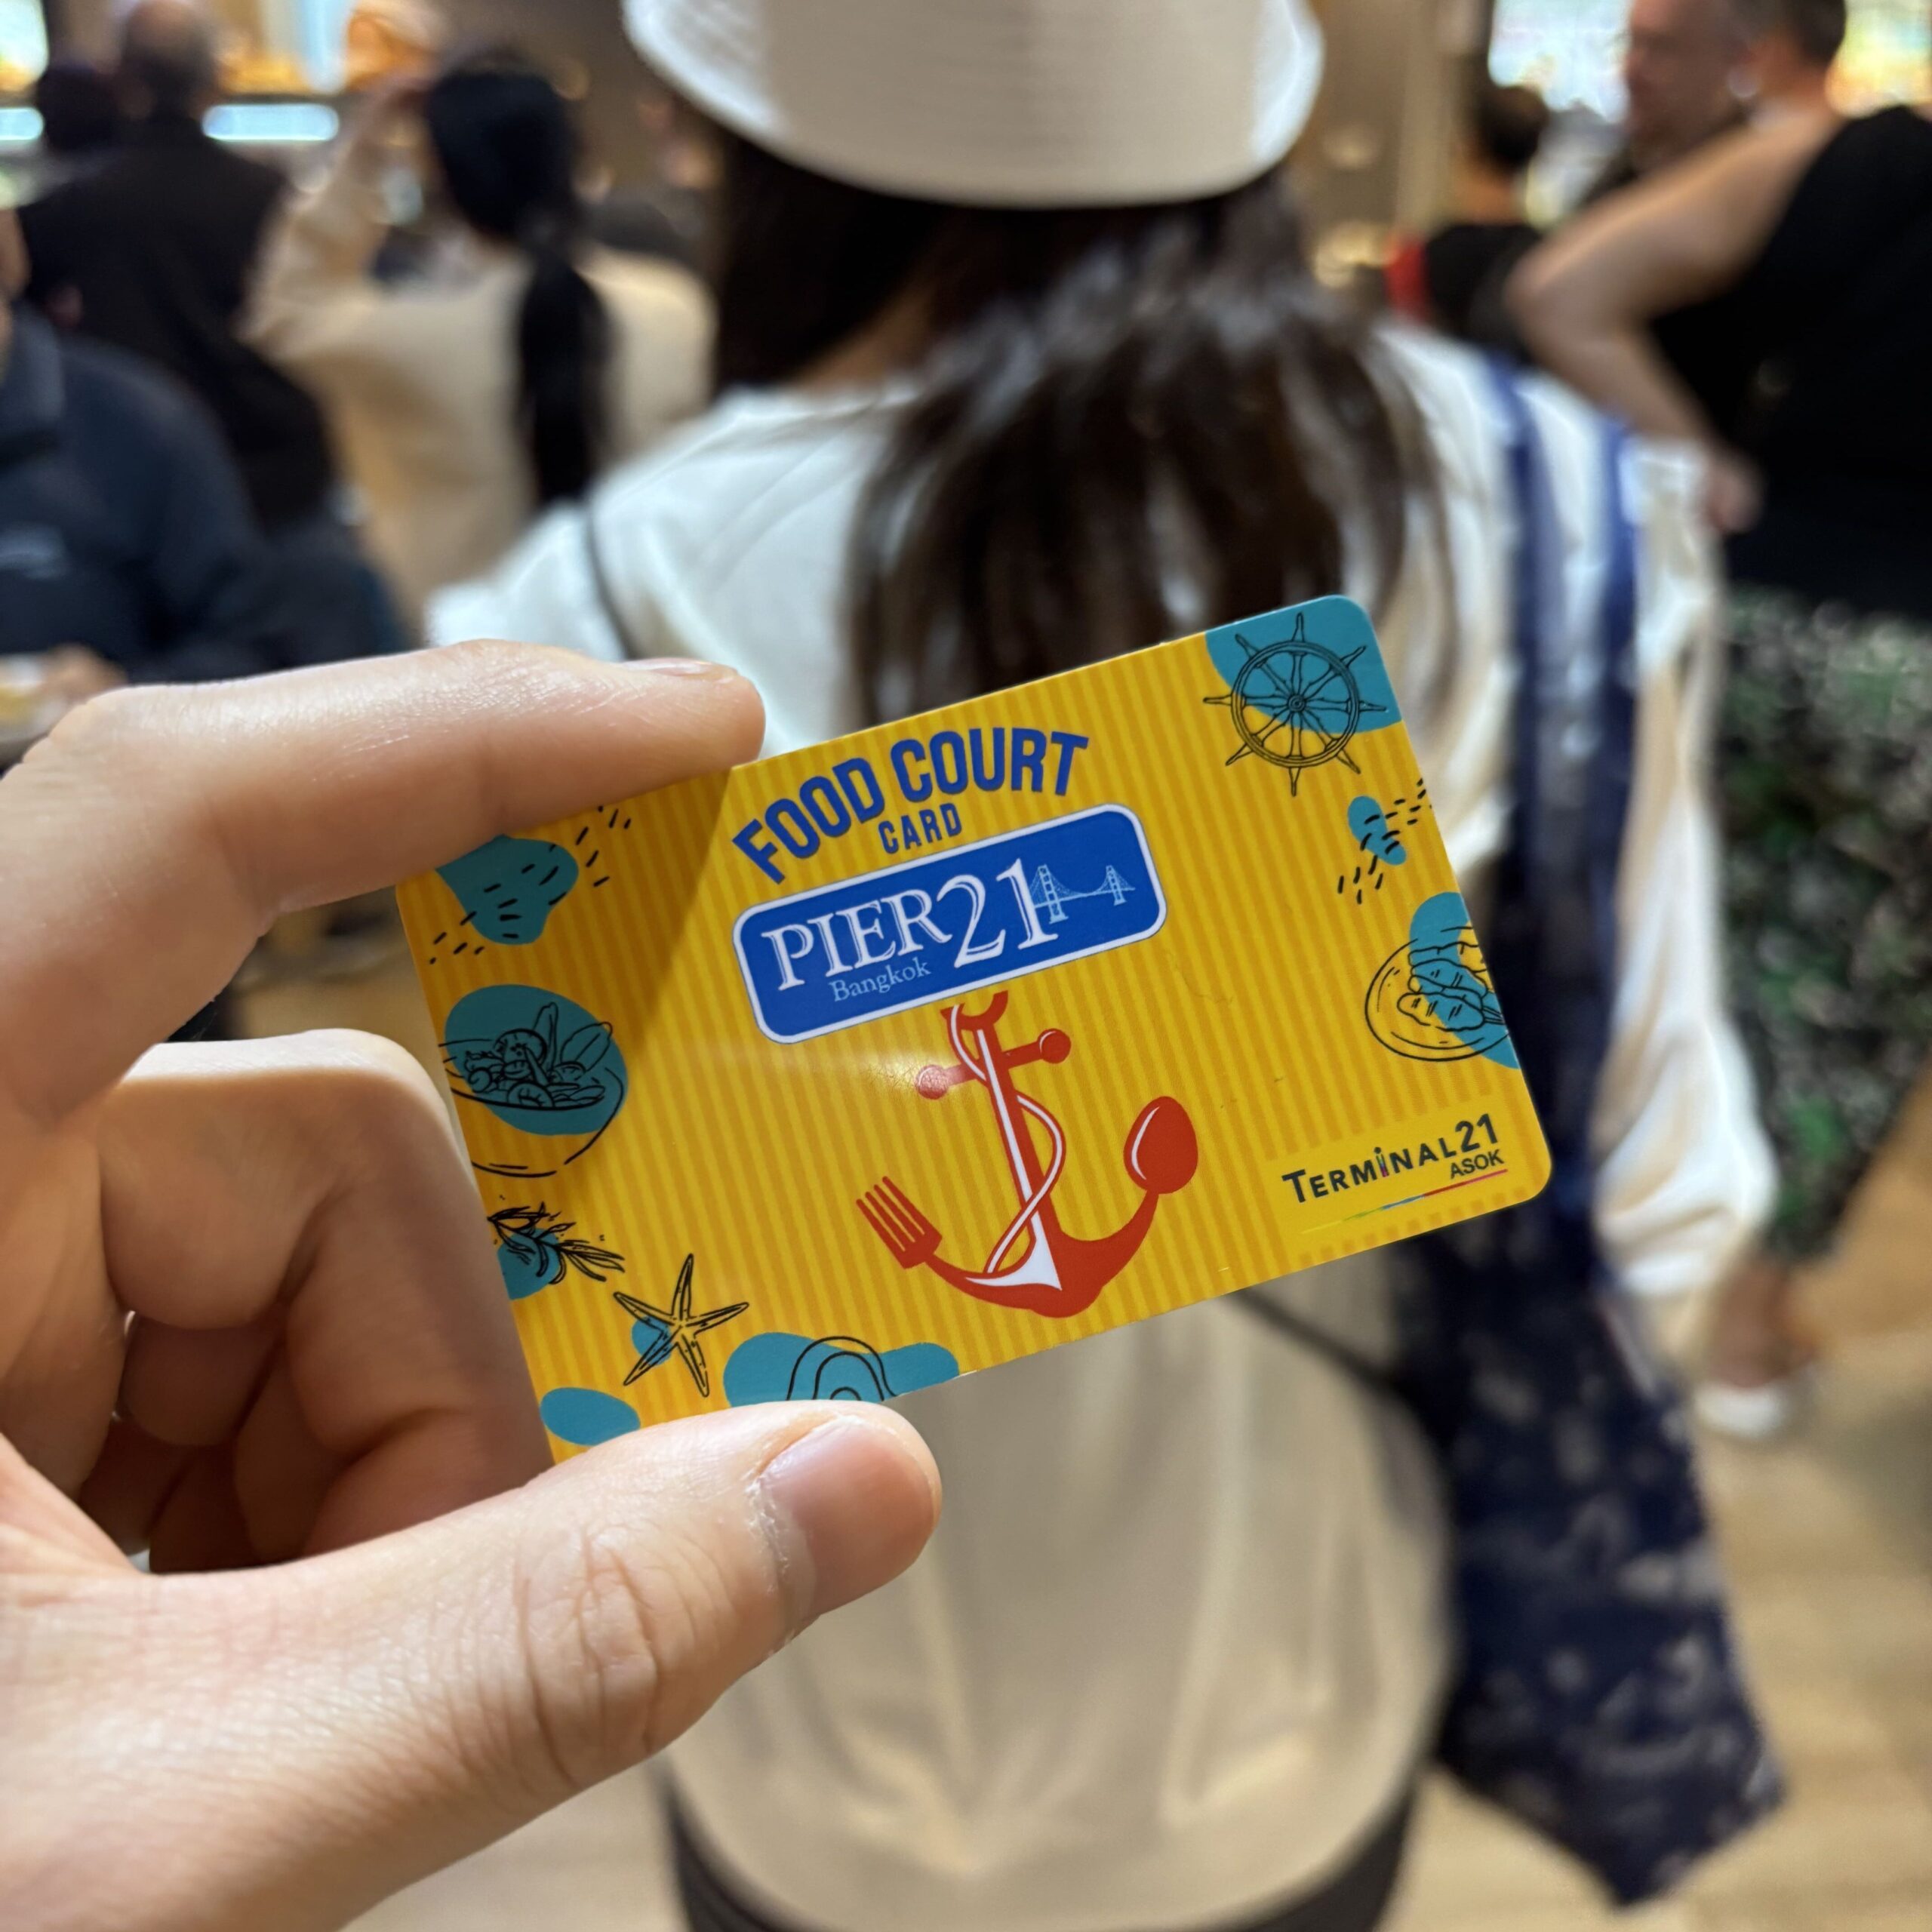 FOOD COURT
CARD
PIER21
Bangkok
TERMINAL21
ASOK